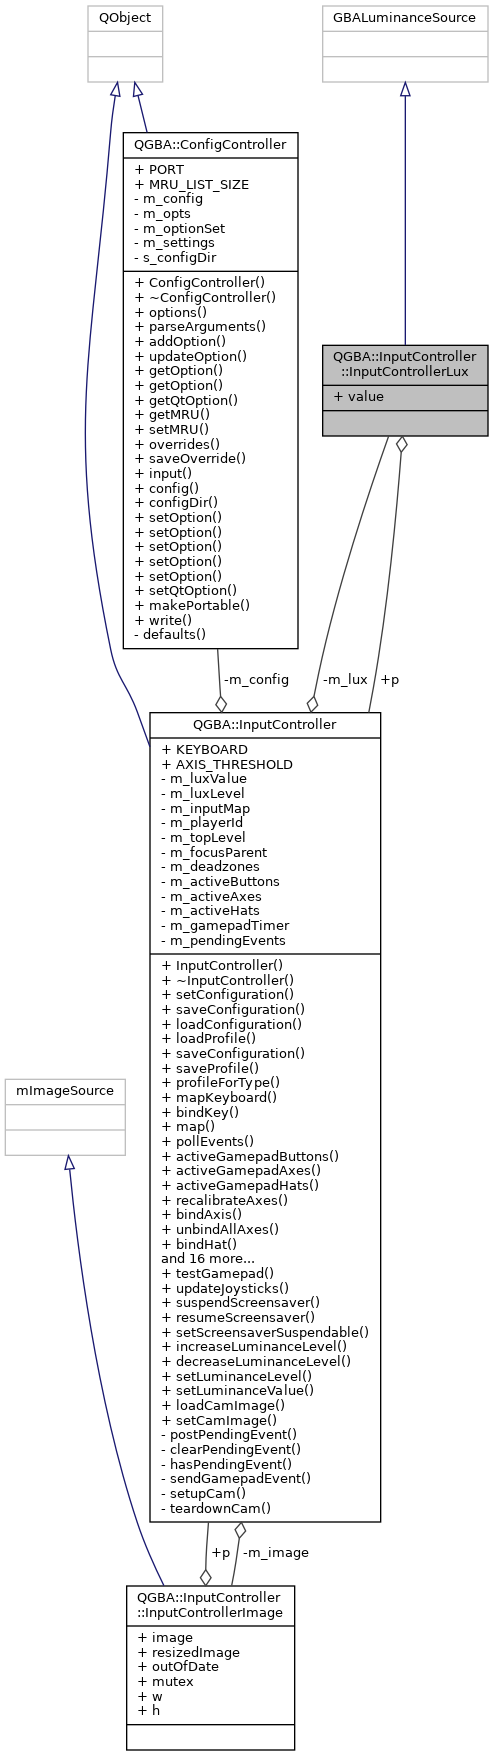 QObject
GBALuminanceSource
QGBA::ConfigController
+ PORT
+ MRU_LIST_SIZE
- m_config
- m_opts
- m_optionSet
- m_settings
- s_configDir
+ ConfigController()
+ ~ConfigController()
+ options()
+ parseArguments()
+ addOption()
+ updateOption()
+ getOption()
+ getOption()
+ getQtOption()
+ getMRU()
+ setMRU()
+ overrides()
+ saveOverride()
+ input()
+ config()
+ configDir()
+ setOption()
+ setOption()
+ setOption()
+ setOption()
+ setOption()
+ setQtOption()
+ makePortable()
+ write()
- defaults()
QGBA::InputController
::InputControllerLux
+ value
-m_config
-m_lux
+p
QGBA::InputController
+ KEYBOARD
+ AXIS_THRESHOLD
- m_luxValue
- m_luxLevel
- m_inputMap
- m_playerId
- m_topLevel
- m_focusParent
- m_deadzones
- m_activeButtons
- m_activeAxes
- m_activeHats
- m_gamepadTimer
- m_pendingEvents
+ InputController()
+ ~InputController()
+ setConfiguration()
+ saveConfiguration()
+ loadConfiguration()
+ loadProfile()
+ saveConfiguration()
+ saveProfile()
+ profileForType()
+ mapKeyboard()
+ bindKey()
+ map()
+ pollEvents()
+ activeGamepadButtons()
+ activeGamepadAxes()
+ activeGamepadHats()
+ recalibrateAxes()
+ bindAxis()
+ unbindAllAxes()
+ bindHat()
and 16 more...
+ testGamepad()
+ updateJoysticks()
+ suspendScreensaver()
+ resumeScreensaver()
+ setScreensaverSuspendable()
+ increaseLuminanceLevel()
+ decreaseLuminanceLevel()
+ setLuminanceLevel()
+ setLuminanceValue()
+ loadCamImage()
+ setCamImage()
- postPendingEvent()
- clearPendingEvent()
- hasPendingEvent()
- sendGamepadEvent()
- setupCam()
- teardownCam()
mImageSource
+p
-m_image
QGBA::InputController
::InputControllerImage
+ image
+ resizedImage
+ outOfDate
+ mutex
+ w
+ h